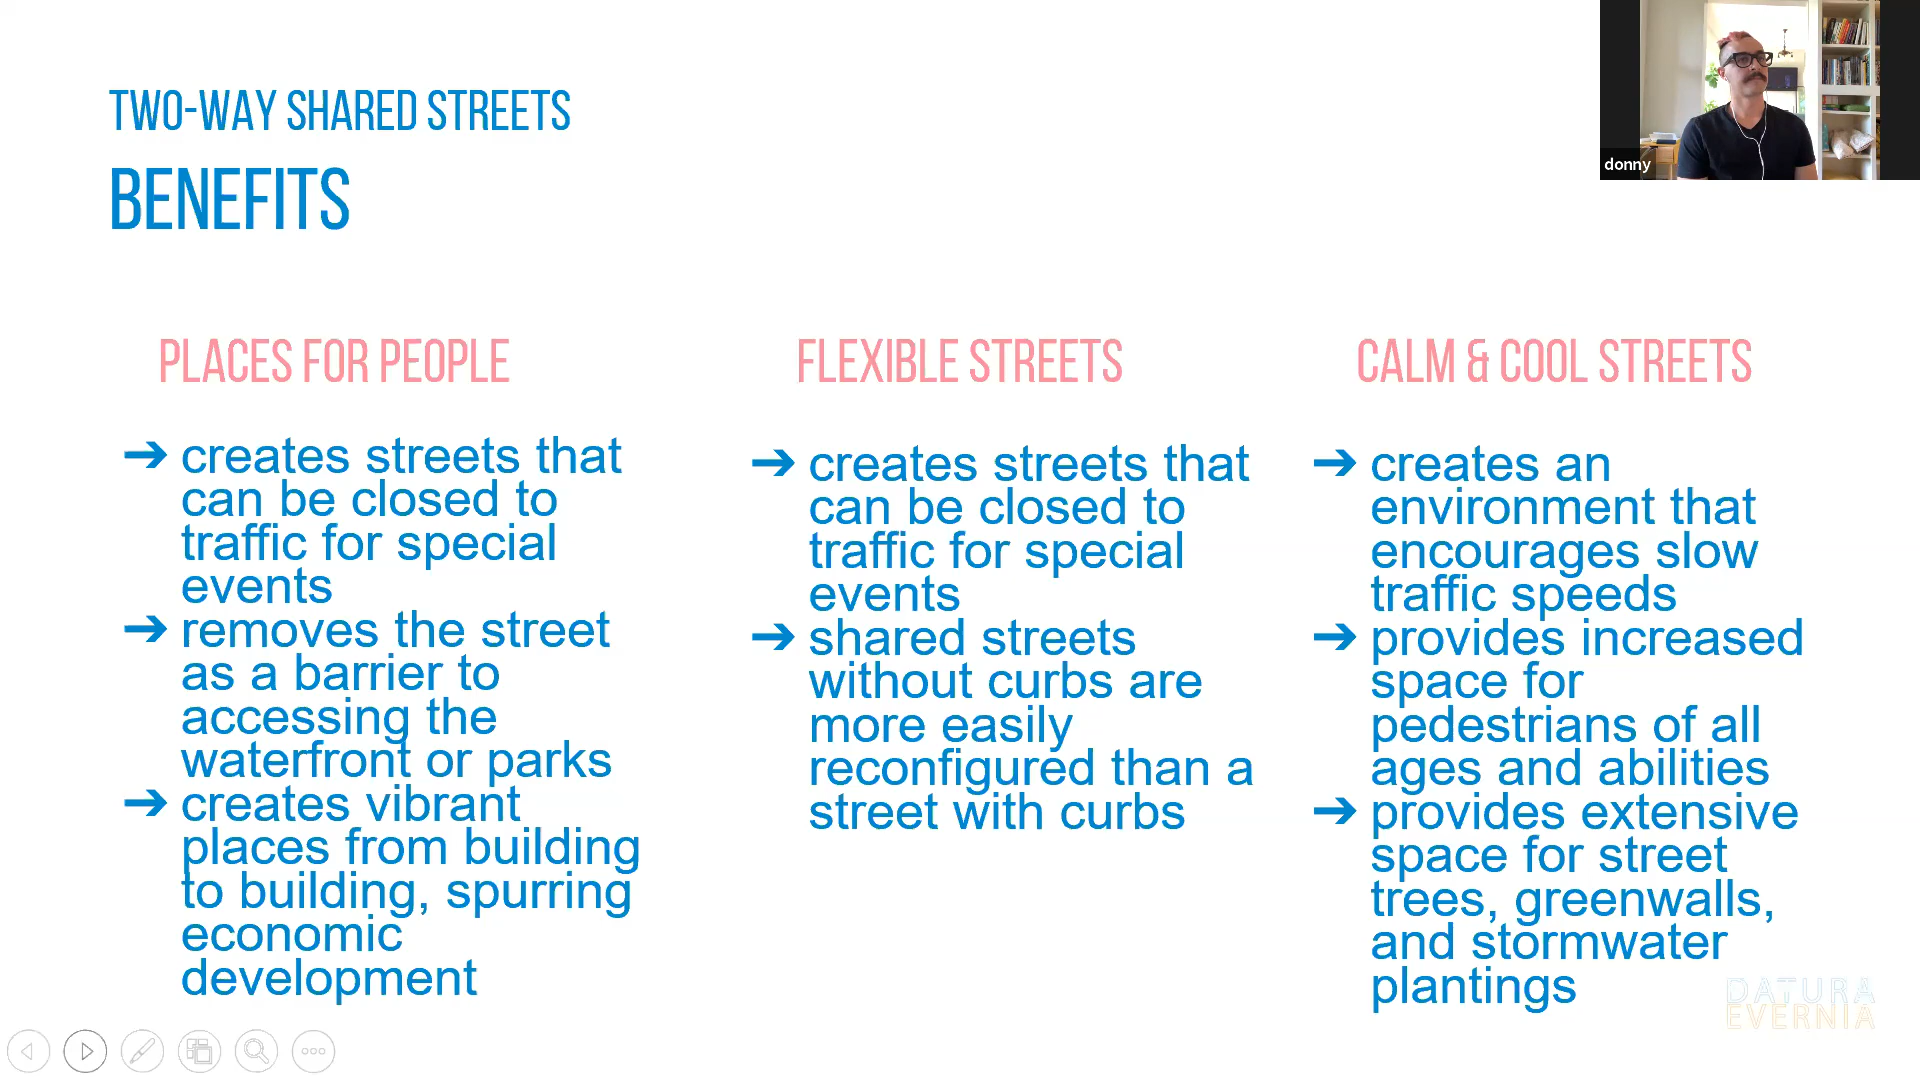 TWO-WAY SHARED STREETS
BENEFITS
donny
PLACES FOR PEOPLE
➔ creates streets that
can be closed to
traffic for special
events
➔ removes the street
as a barrier to
accessing the
waterfront or parks
➔ creates vibrant
places from building
to building, spurring
economic
development
FLEXIBLE STREETS
➔ creates streets that
can be closed to
traffic for special
events
➔ shared streets
without curbs are
more easily
reconfigured than a
street with curbs
CALM & COOL STREETS
➔ creates an
environment that
encourages slow
traffic speeds
➔ provides increased
space for
pedestrians of all
ages and abilities
➔ provides extensive
space for street
trees, greenwalls,
and stormwater
plantings
DATURA
EVERNIA